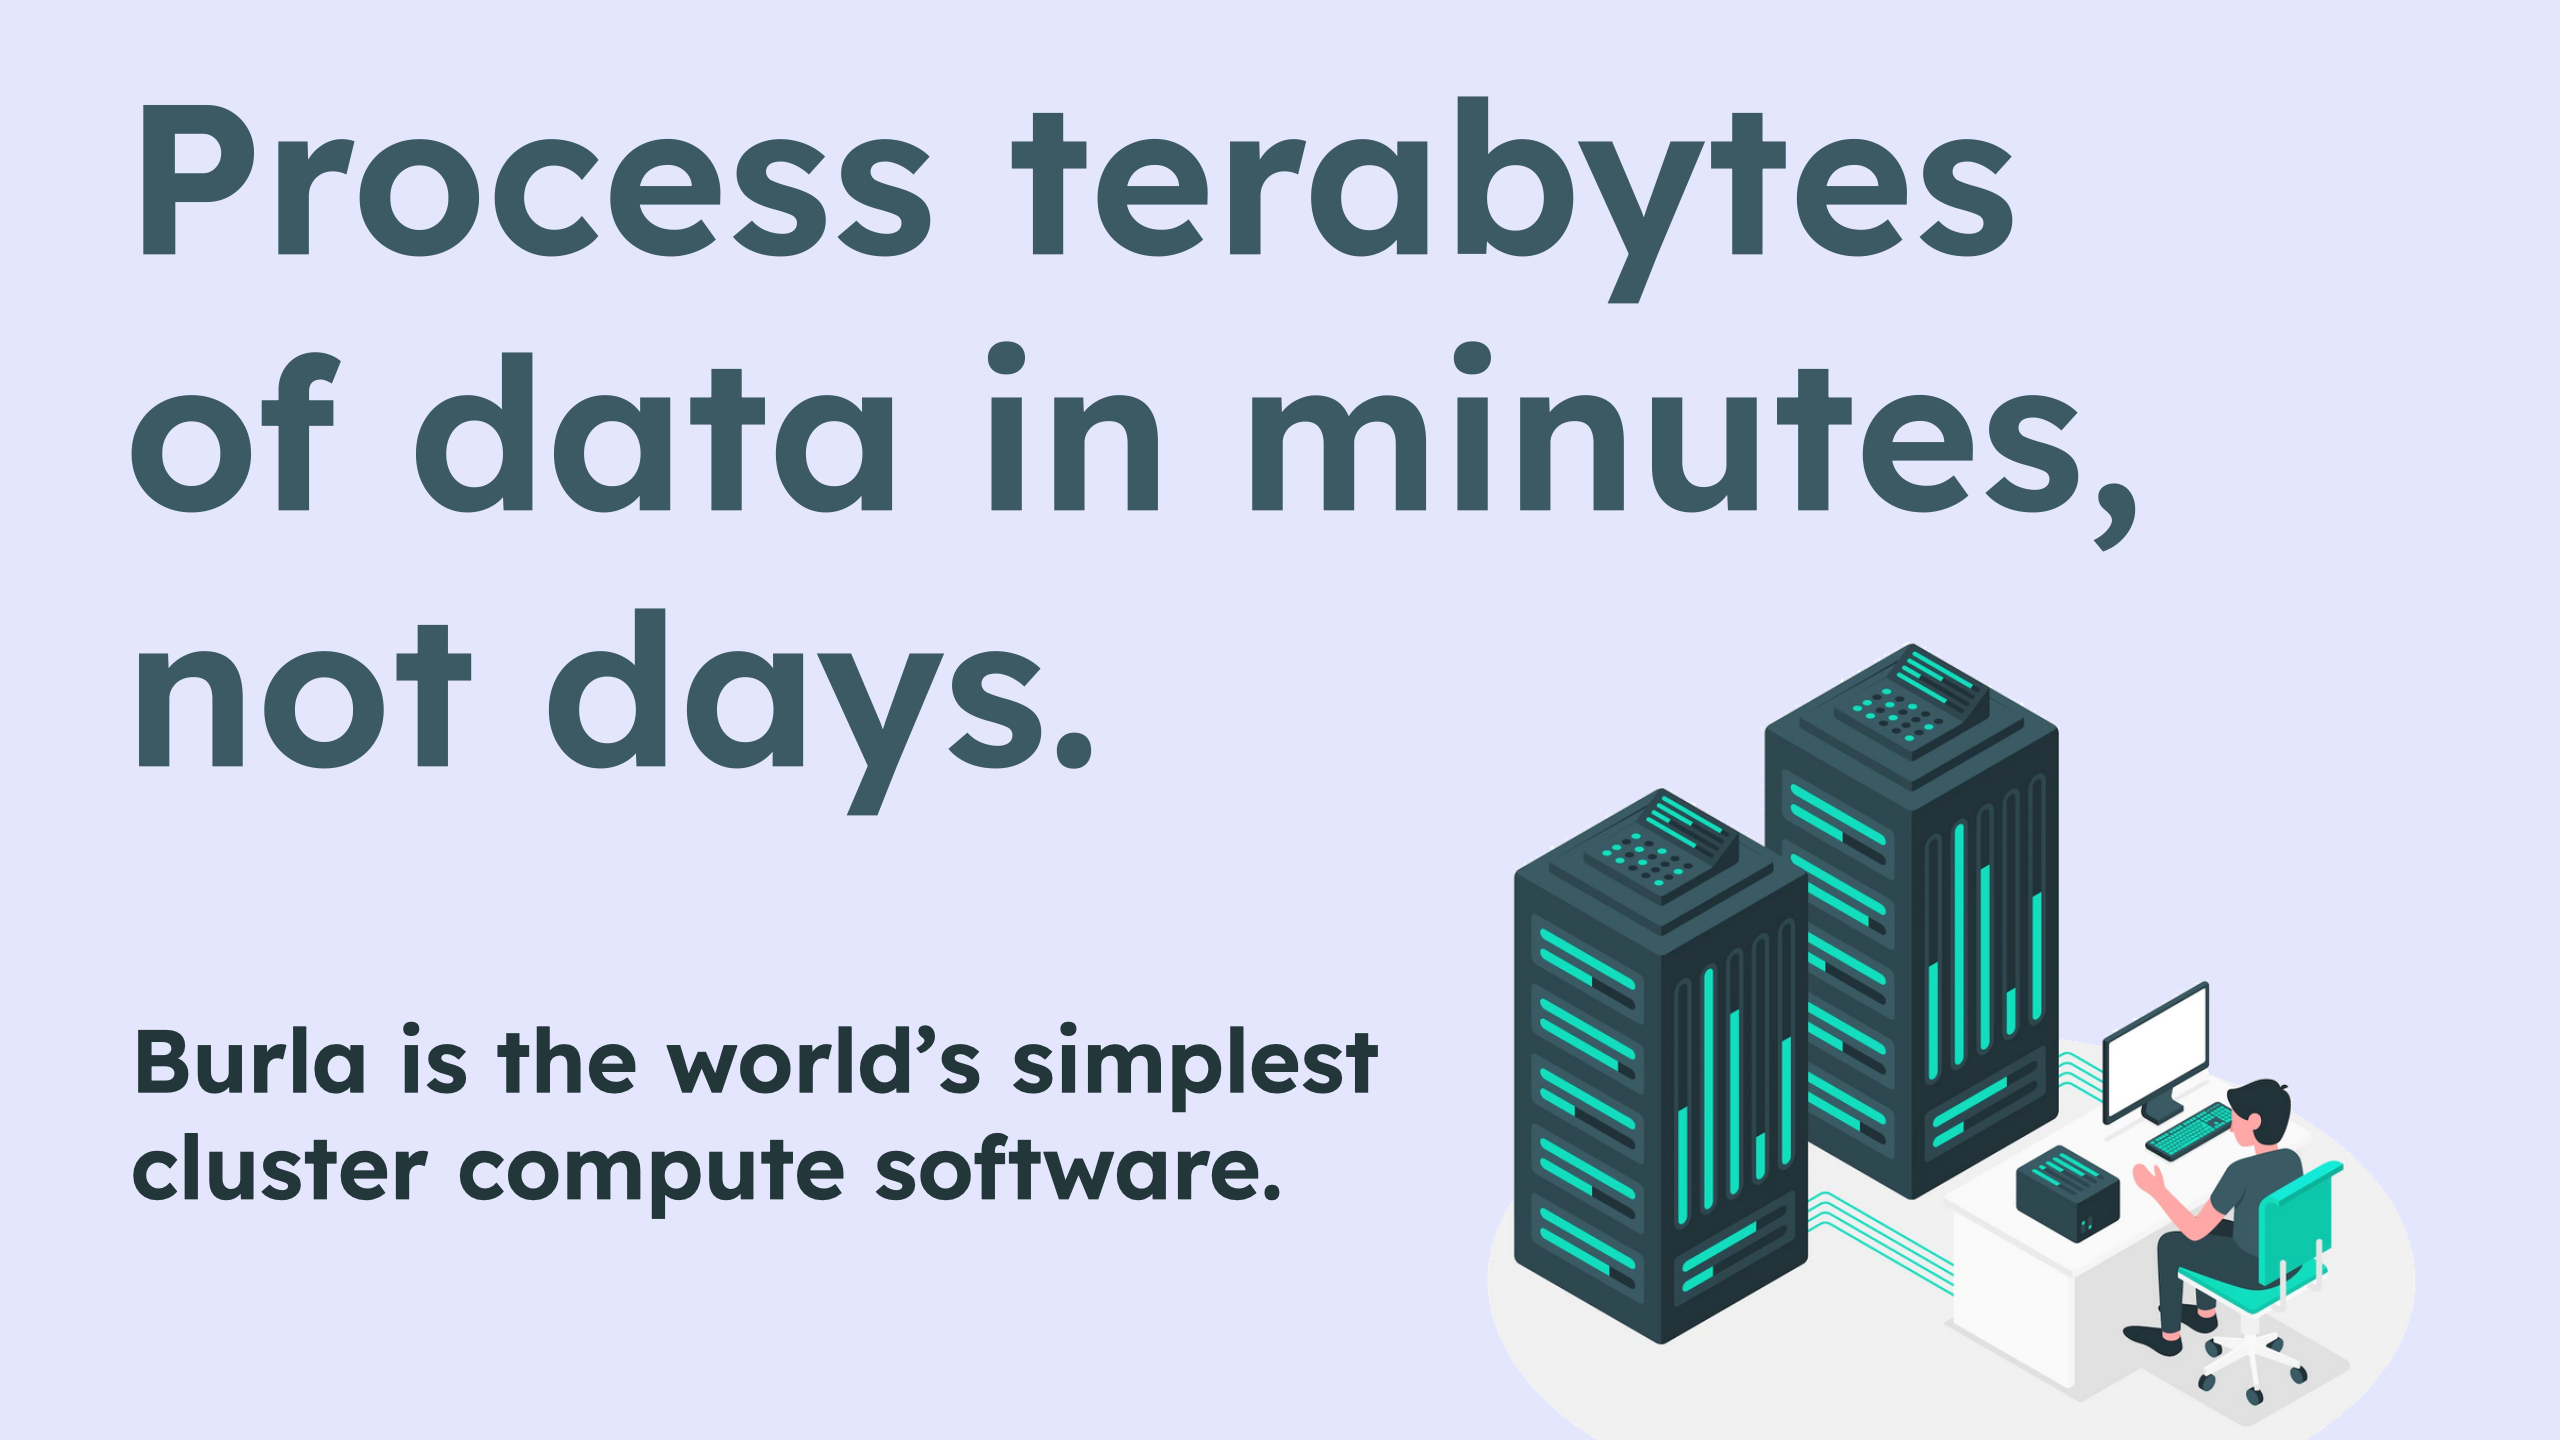 Process terabytes
of data in minutes,
not days.
Burla is the world’s simplest
cluster compute software.